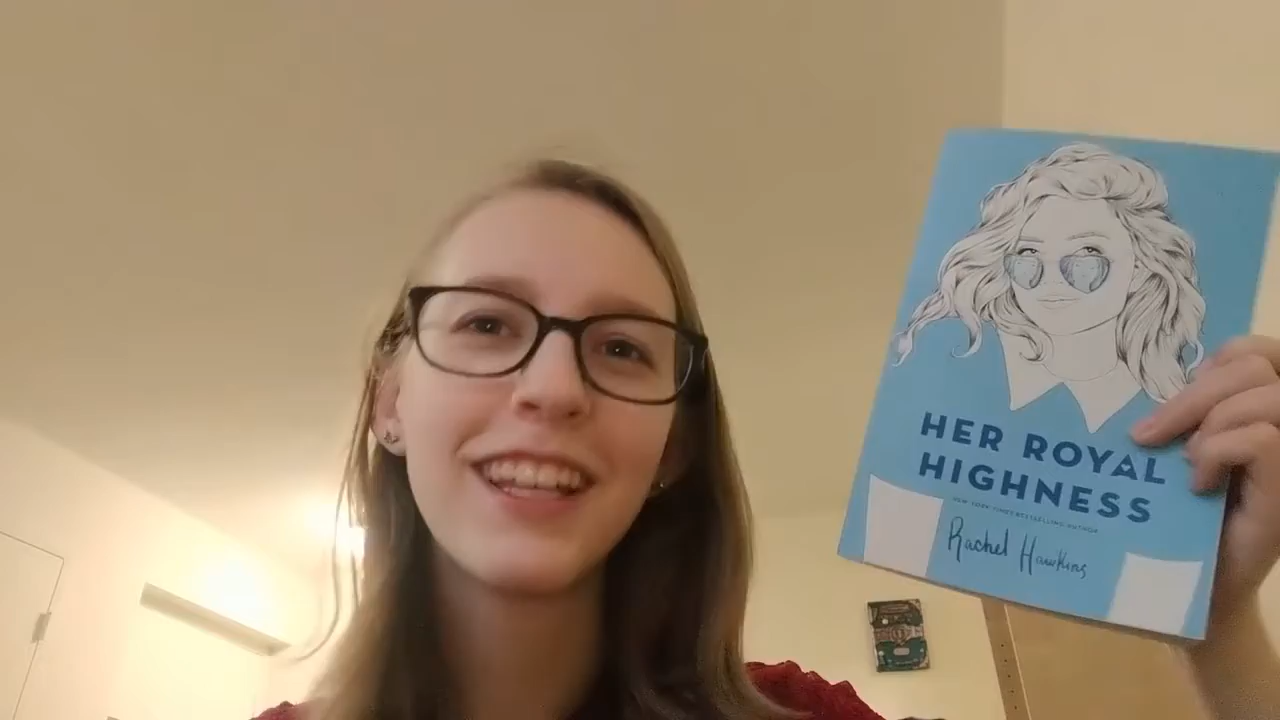 HER ROYAL
HIGHNESS
NEW YORK TIMES BESTSELLING AUTHOR
Rachel Hawkins